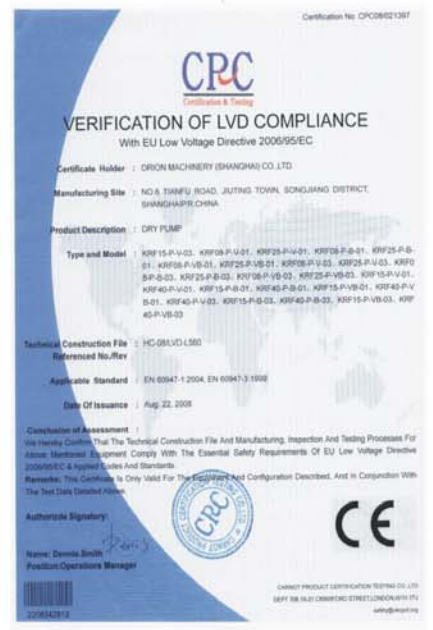 Certification No. CPC08/021397
CPC
Certification & Testing
VERIFICATION OF LVD COMPLIANCE
With EU Low Voltage Directive 2006/95/EC
Certificate Holder : ORION MACHINERY (SHANGHAI) CO.,LTD.
Manufacturing Site : NO.8 TIANFU ROAD, JIUTING TOWN, SONGJIANG DISTRICT,
SHANGHAI/P.R.CHINA
Product Description : DRY PUMP
Type and Model : KRF15-P-V-03、KRF08-P-V-01、KRF25-P-V-01、KRF08-P-B-01、KRF25-P-B-
01、KRF08-P-VB-01、KRF25-P-VB-01、KRF08-P-V-03、KRF25-P-V-03、KRF0
8-P-B-03、KRF25-P-B-03、KRF08-P-VB-03、KRF25-P-VB-03、KRF15-P-V-01、
KRF40-P-V-01、KRF15-P-B-01、KRF40-P-B-01、KRF15-P-VB-01、KRF40-P-V
B-01、KRF40-P-V-03、KRF15-P-B-03、KRF40-P-B-03、KRF15-P-VB-03、KRF
40-P-VB-03
Technical Construction File : HC-08/LVD-L560
Referenced No./Rev
Applicable Standard : EN 60947-1:2004, EN 60947-3:1999
Date Of Issuance : Aug. 22, 2008
Conclusion of Assessment :
We Hereby Confirm That The Technical Construction File And Manufacturing, Inspection And Testing Processes For
Above Mentioned Equipment Comply With The Essential Safety Requirements Of EU Low Voltage Directive
2006/95/EC & Applied Codes And Standards.
Remarks: This Certificate Is Only Valid For The Equipment And Configuration Described, And In Conjunction With
The Test Data Detailed Above.
Authorizde Signatory:
CPC
CE
Name: Dennis Smith
Position:Operations Manager
CANNOT PRODUCT CERTIFICATION TESTING CO.,LTD
2208242813